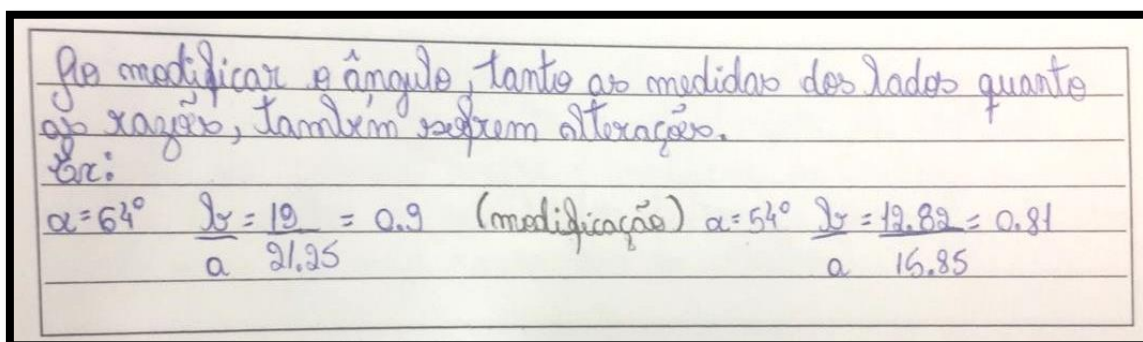 Ao modificar o ângulo, tanto as medidas dos lados quanto
as razões, também sofrem alterações.
Ex:
α=64° b/a = 19/21.25 = 0.9 (modificação) α=54° b/a = 12.82/15.85 = 0.81